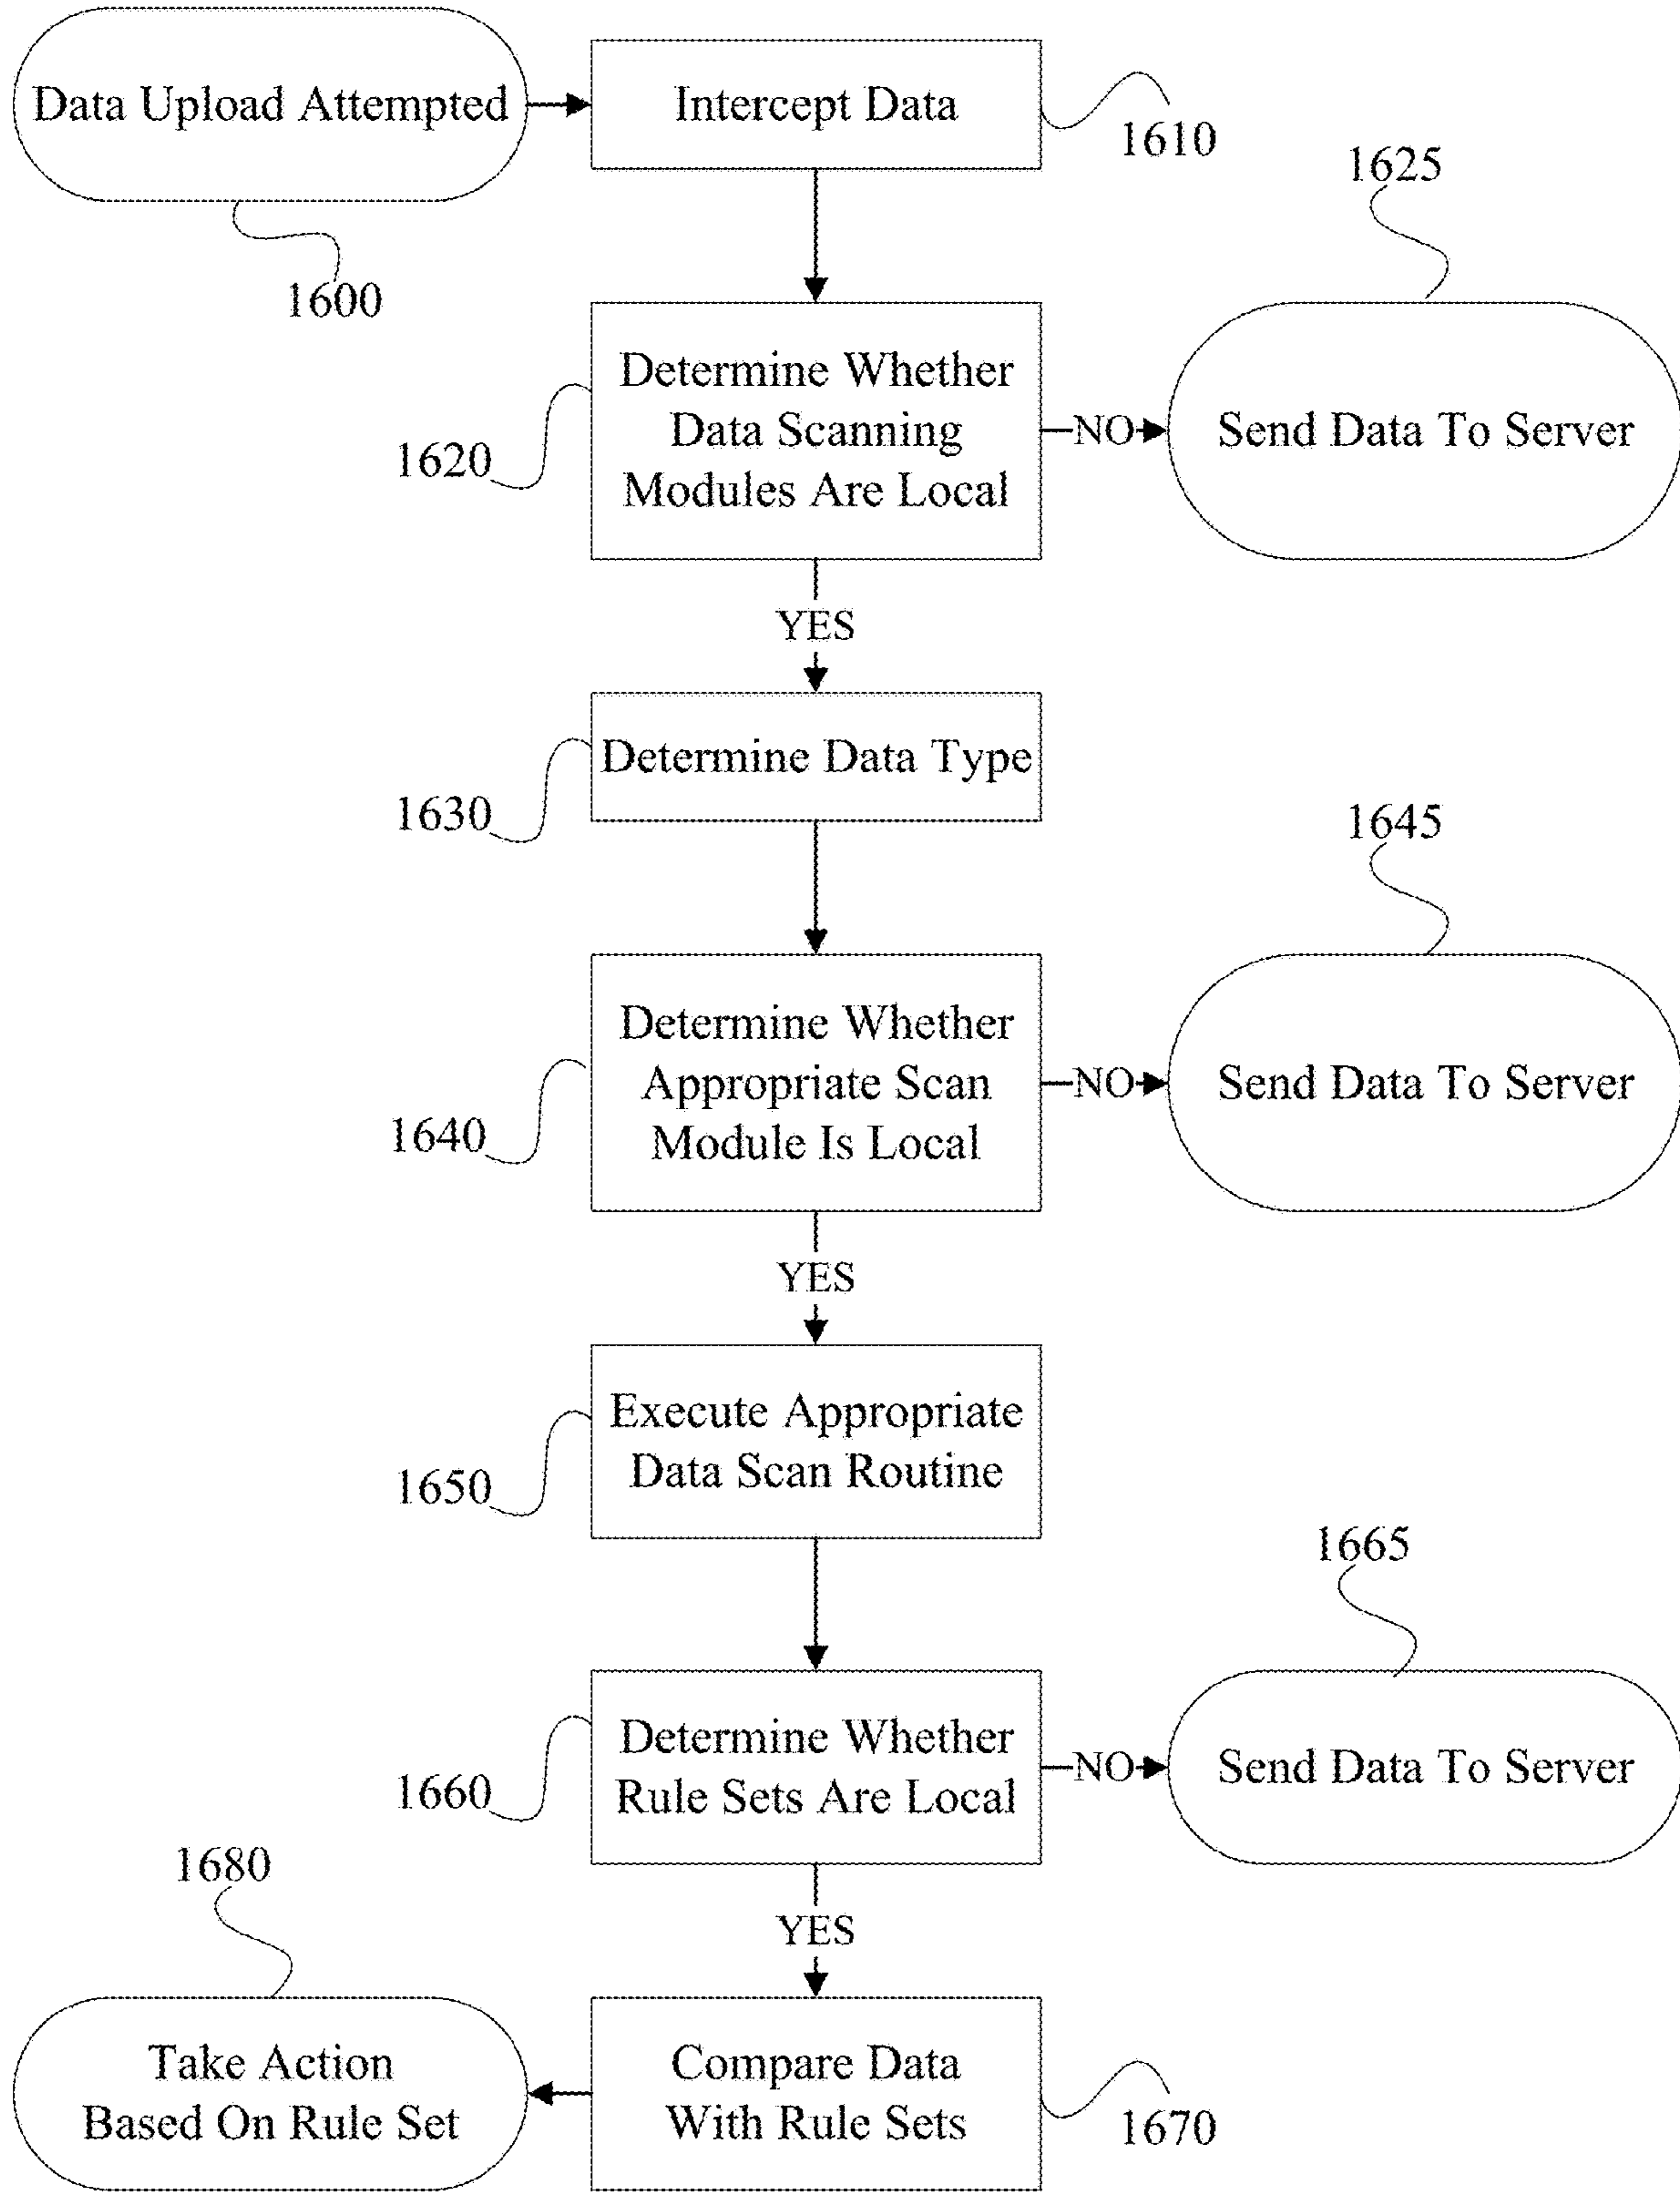 Data Upload Attempted
1600
Intercept Data
1610
Determine Whether
Data Scanning
Modules Are Local
1620
NO
1625
Send Data To Server
YES
Determine Data Type
1630
Determine Whether
Appropriate Scan
Module Is Local
1640
NO
1645
Send Data To Server
YES
Execute Appropriate
Data Scan Routine
1650
Determine Whether
Rule Sets Are Local
1660
NO
1665
Send Data To Server
YES
Compare Data
With Rule Sets
1670
1680
Take Action
Based On Rule Set